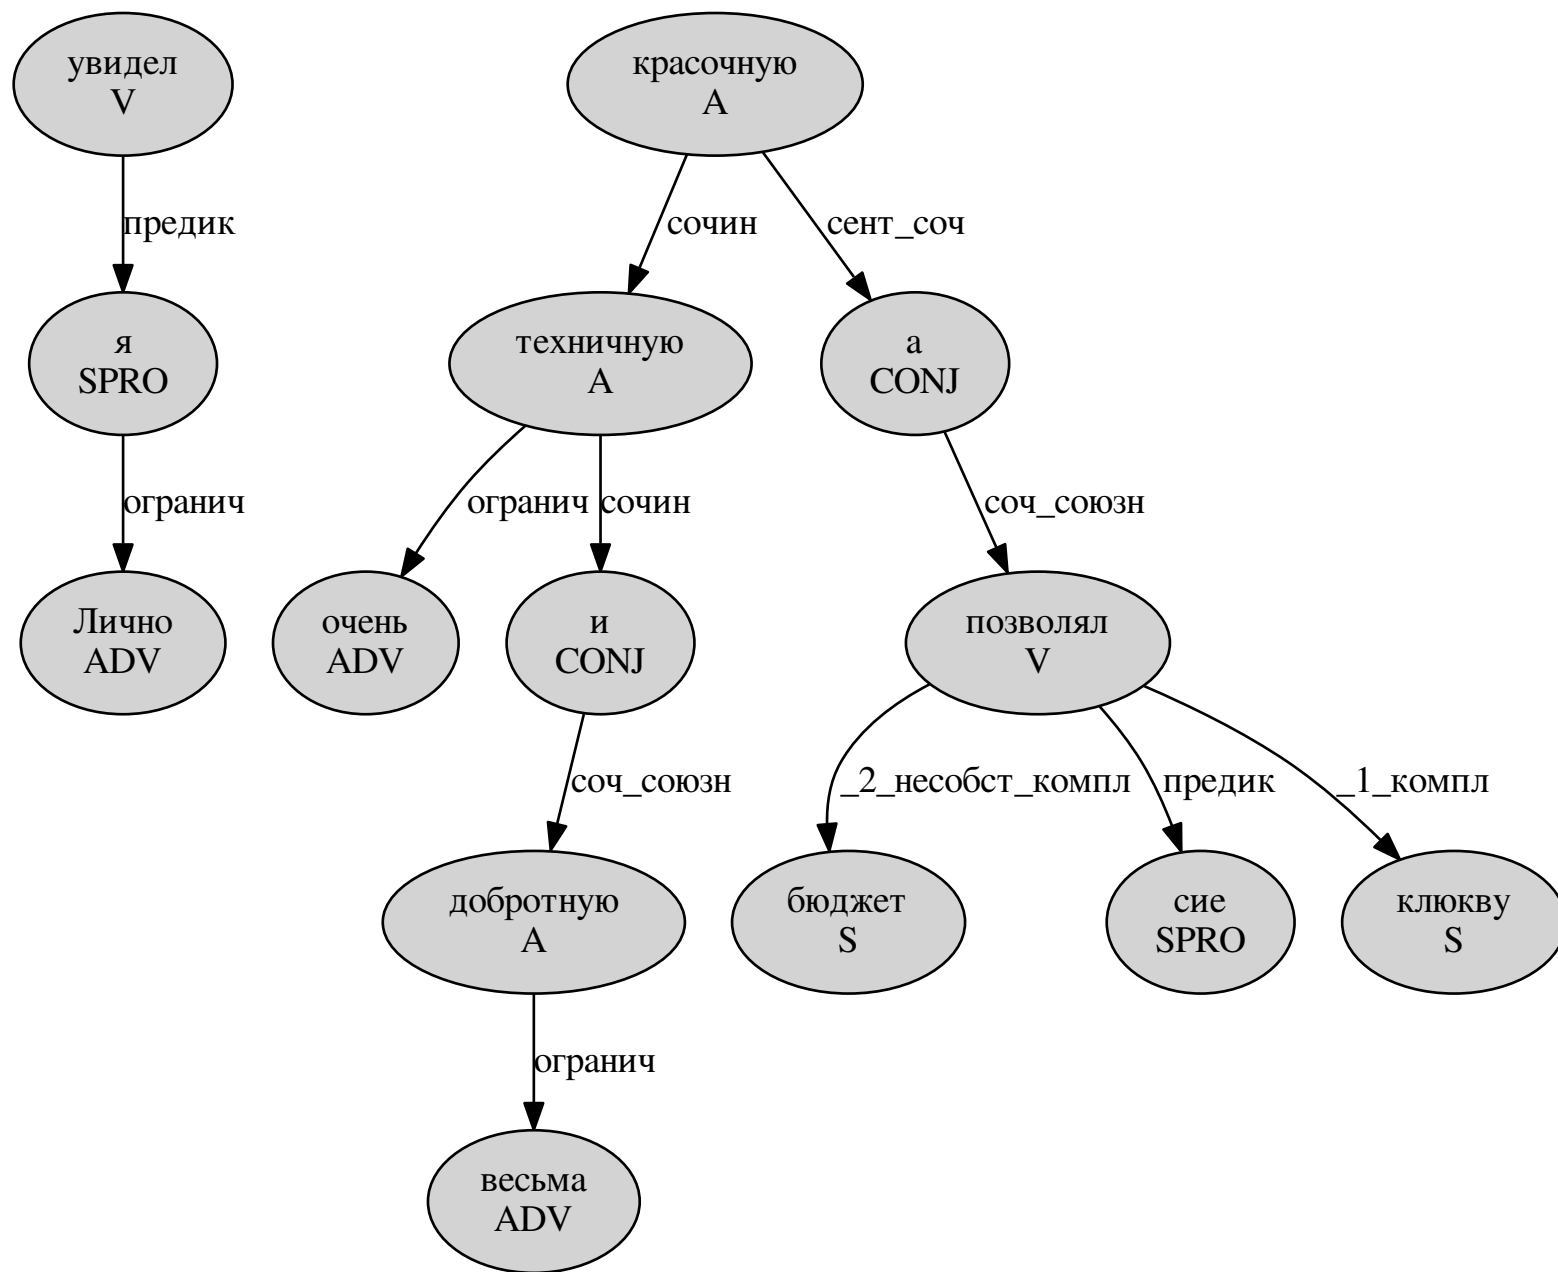 увидел
V
красочную
A
предик
сочин
сент_соч
я
SPRO
техничную
A
а
CONJ
огранич
огранич
сочин
соч_союзн
Лично
ADV
очень
ADV
и
CONJ
позволял
V
соч_союзн
_2_несобст_компл
предик
_1_компл
добротную
A
бюджет
S
сие
SPRO
клюкву
S
огранич
весьма
ADV